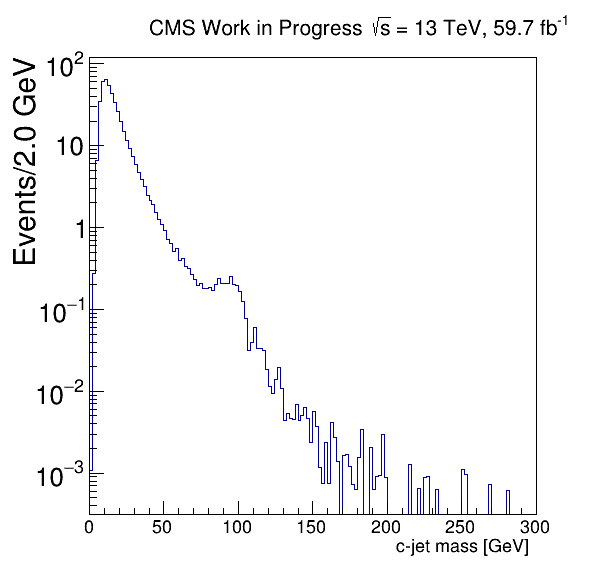 CMS Work in Progress √s = 13 TeV, 59.7 fb⁻¹
Events/2.0 GeV
10²
10
1
10⁻¹
10⁻²
10⁻³
0 50 100 150 200 250 300
c-jet mass [GeV]